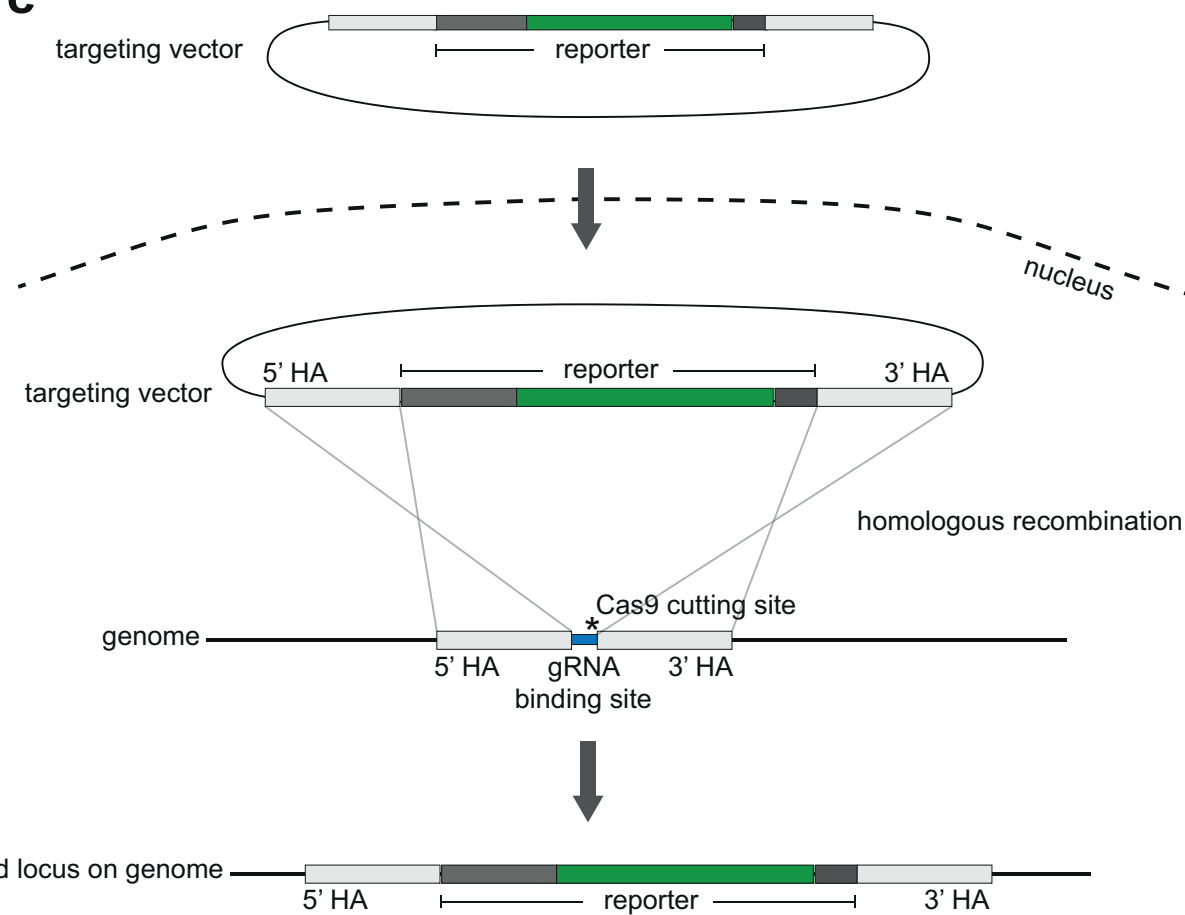 c
targeting vector
reporter
nucleus
5’ HA
reporter
3’ HA
targeting vector
homologous recombination
Cas9 cutting site
*
genome
5’ HA
gRNA
3’ HA
binding site
d locus on genome
5’ HA
reporter
3’ HA